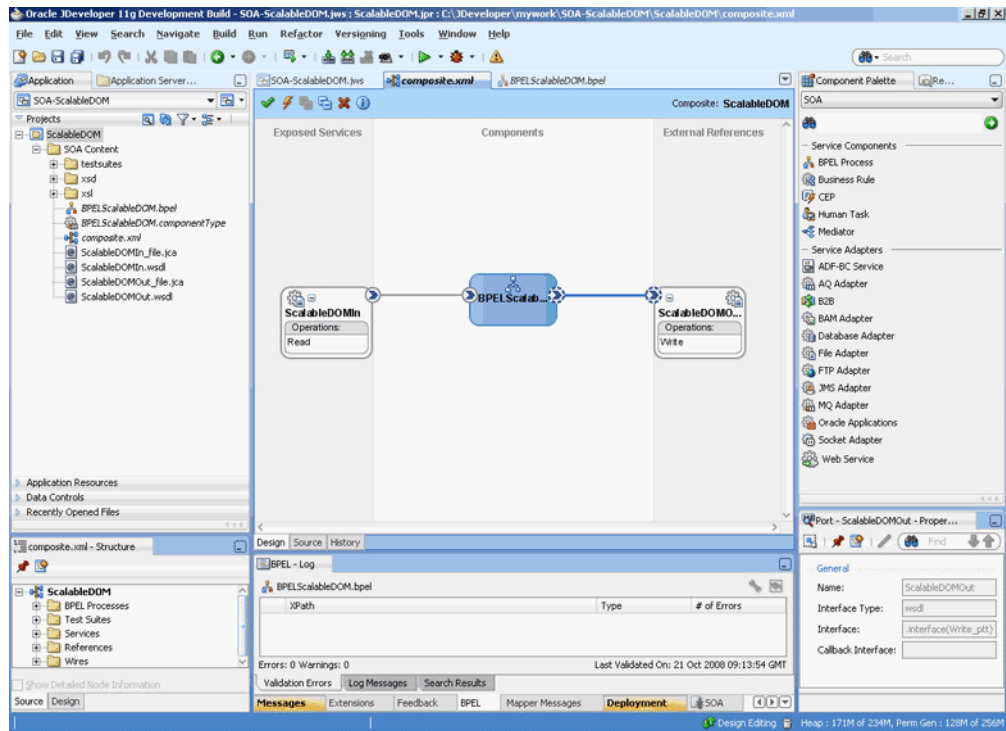 Oracle JDeveloper 11g Development Build - SOA-ScalableDOM.jws : ScalableDOM.jpr : C:\JDeveloper\mywork\SOA-ScalableDOM\ScalableDOM\composite.xml
File Edit View Search Navigate Build Run Refactor Versioning Tools Window Help
Search
Application
Application Server...
SOA-ScalableDOM
Projects
ScalableDOM
SOA Content
testsuites
xsd
xsl
BPELScalableDOM.bpel
BPELScalableDOM.componentType
composite.xml
ScalableDOMIn_file.jca
ScalableDOMIn.wsdl
ScalableDOMOut_file.jca
ScalableDOMOut.wsdl
Application Resources
Data Controls
Recently Opened Files
composite.xml - Structure
ScalableDOM
BPEL Processes
Test Suites
Services
References
Wires
Show Detailed Node Information
Source Design
SOA-ScalableDOM.jws
composite.xml
BPELScalableDOM.bpel
Composite: ScalableDOM
Exposed Services
Components
External References
ScalableDOMIn
Operations:
Read
BPELScalab...
ScalableDOMO...
Operations:
Write
Design Source History
BPEL - Log
BPELScalableDOM.bpel
XPath Type # of Errors
Errors: 0 Warnings: 0
Last Validated On: 21 Oct 2008 09:13:54 GMT
Validation Errors Log Messages Search Results
Messages Extensions Feedback BPEL Mapper Messages Deployment SOA
Component Palette
Re...
SOA
Service Components
BPEL Process
Business Rule
CEP
Human Task
Mediator
Service Adapters
ADF-BC Service
AQ Adapter
B2B
BAM Adapter
Database Adapter
File Adapter
FTP Adapter
JMS Adapter
MQ Adapter
Oracle Applications
Socket Adapter
Web Service
Port - ScalableDOMOut - Proper...
Find
General
Name: ScalableDOMOut
Interface Type: wsdl
Interface: .interface(Write_ptt)
Callback Interface:
Design Editing
Heap : 171M of 234M, Perm Gen : 128M of 256M